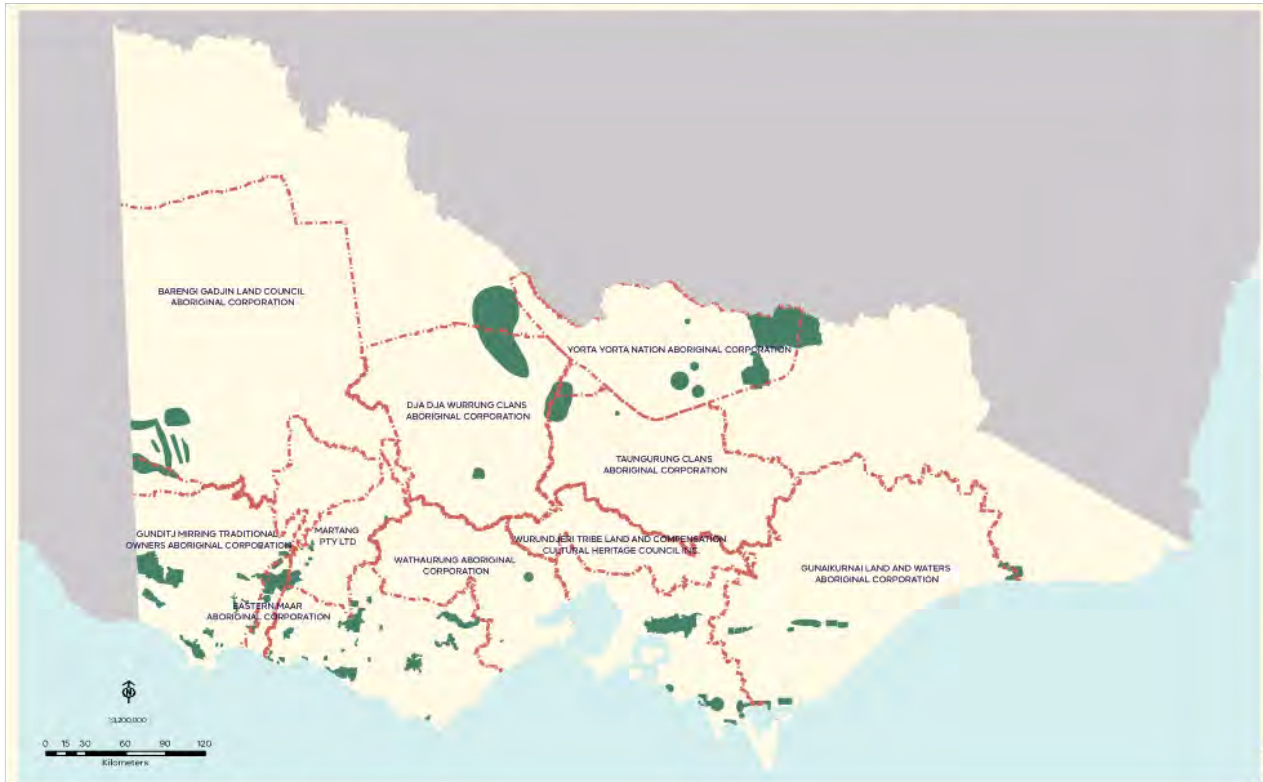 BARENGI GADJIN LAND COUNCIL
ABORIGINAL CORPORATION
YORTA YORTA NATION ABORIGINAL CORPORATION
DJA DJA WURRUNG CLANS
ABORIGINAL CORPORATION
TAUNGURUNG CLANS
ABORIGINAL CORPORATION
GUNDITJ MIRRING TRADITIONAL
OWNERS ABORIGINAL CORPORATION
MARTANG
PTY LTD
WURUNDJERI TRIBE LAND AND COMPENSATION
CULTURAL HERITAGE COUNCIL INC.
WATHAURUNG ABORIGINAL
CORPORATION
GUNAIKURNAI LAND AND WATERS
ABORIGINAL CORPORATION
EASTERN MAAR
ABORIGINAL CORPORATION
N
0 15 30 60 90 120
Kilometers